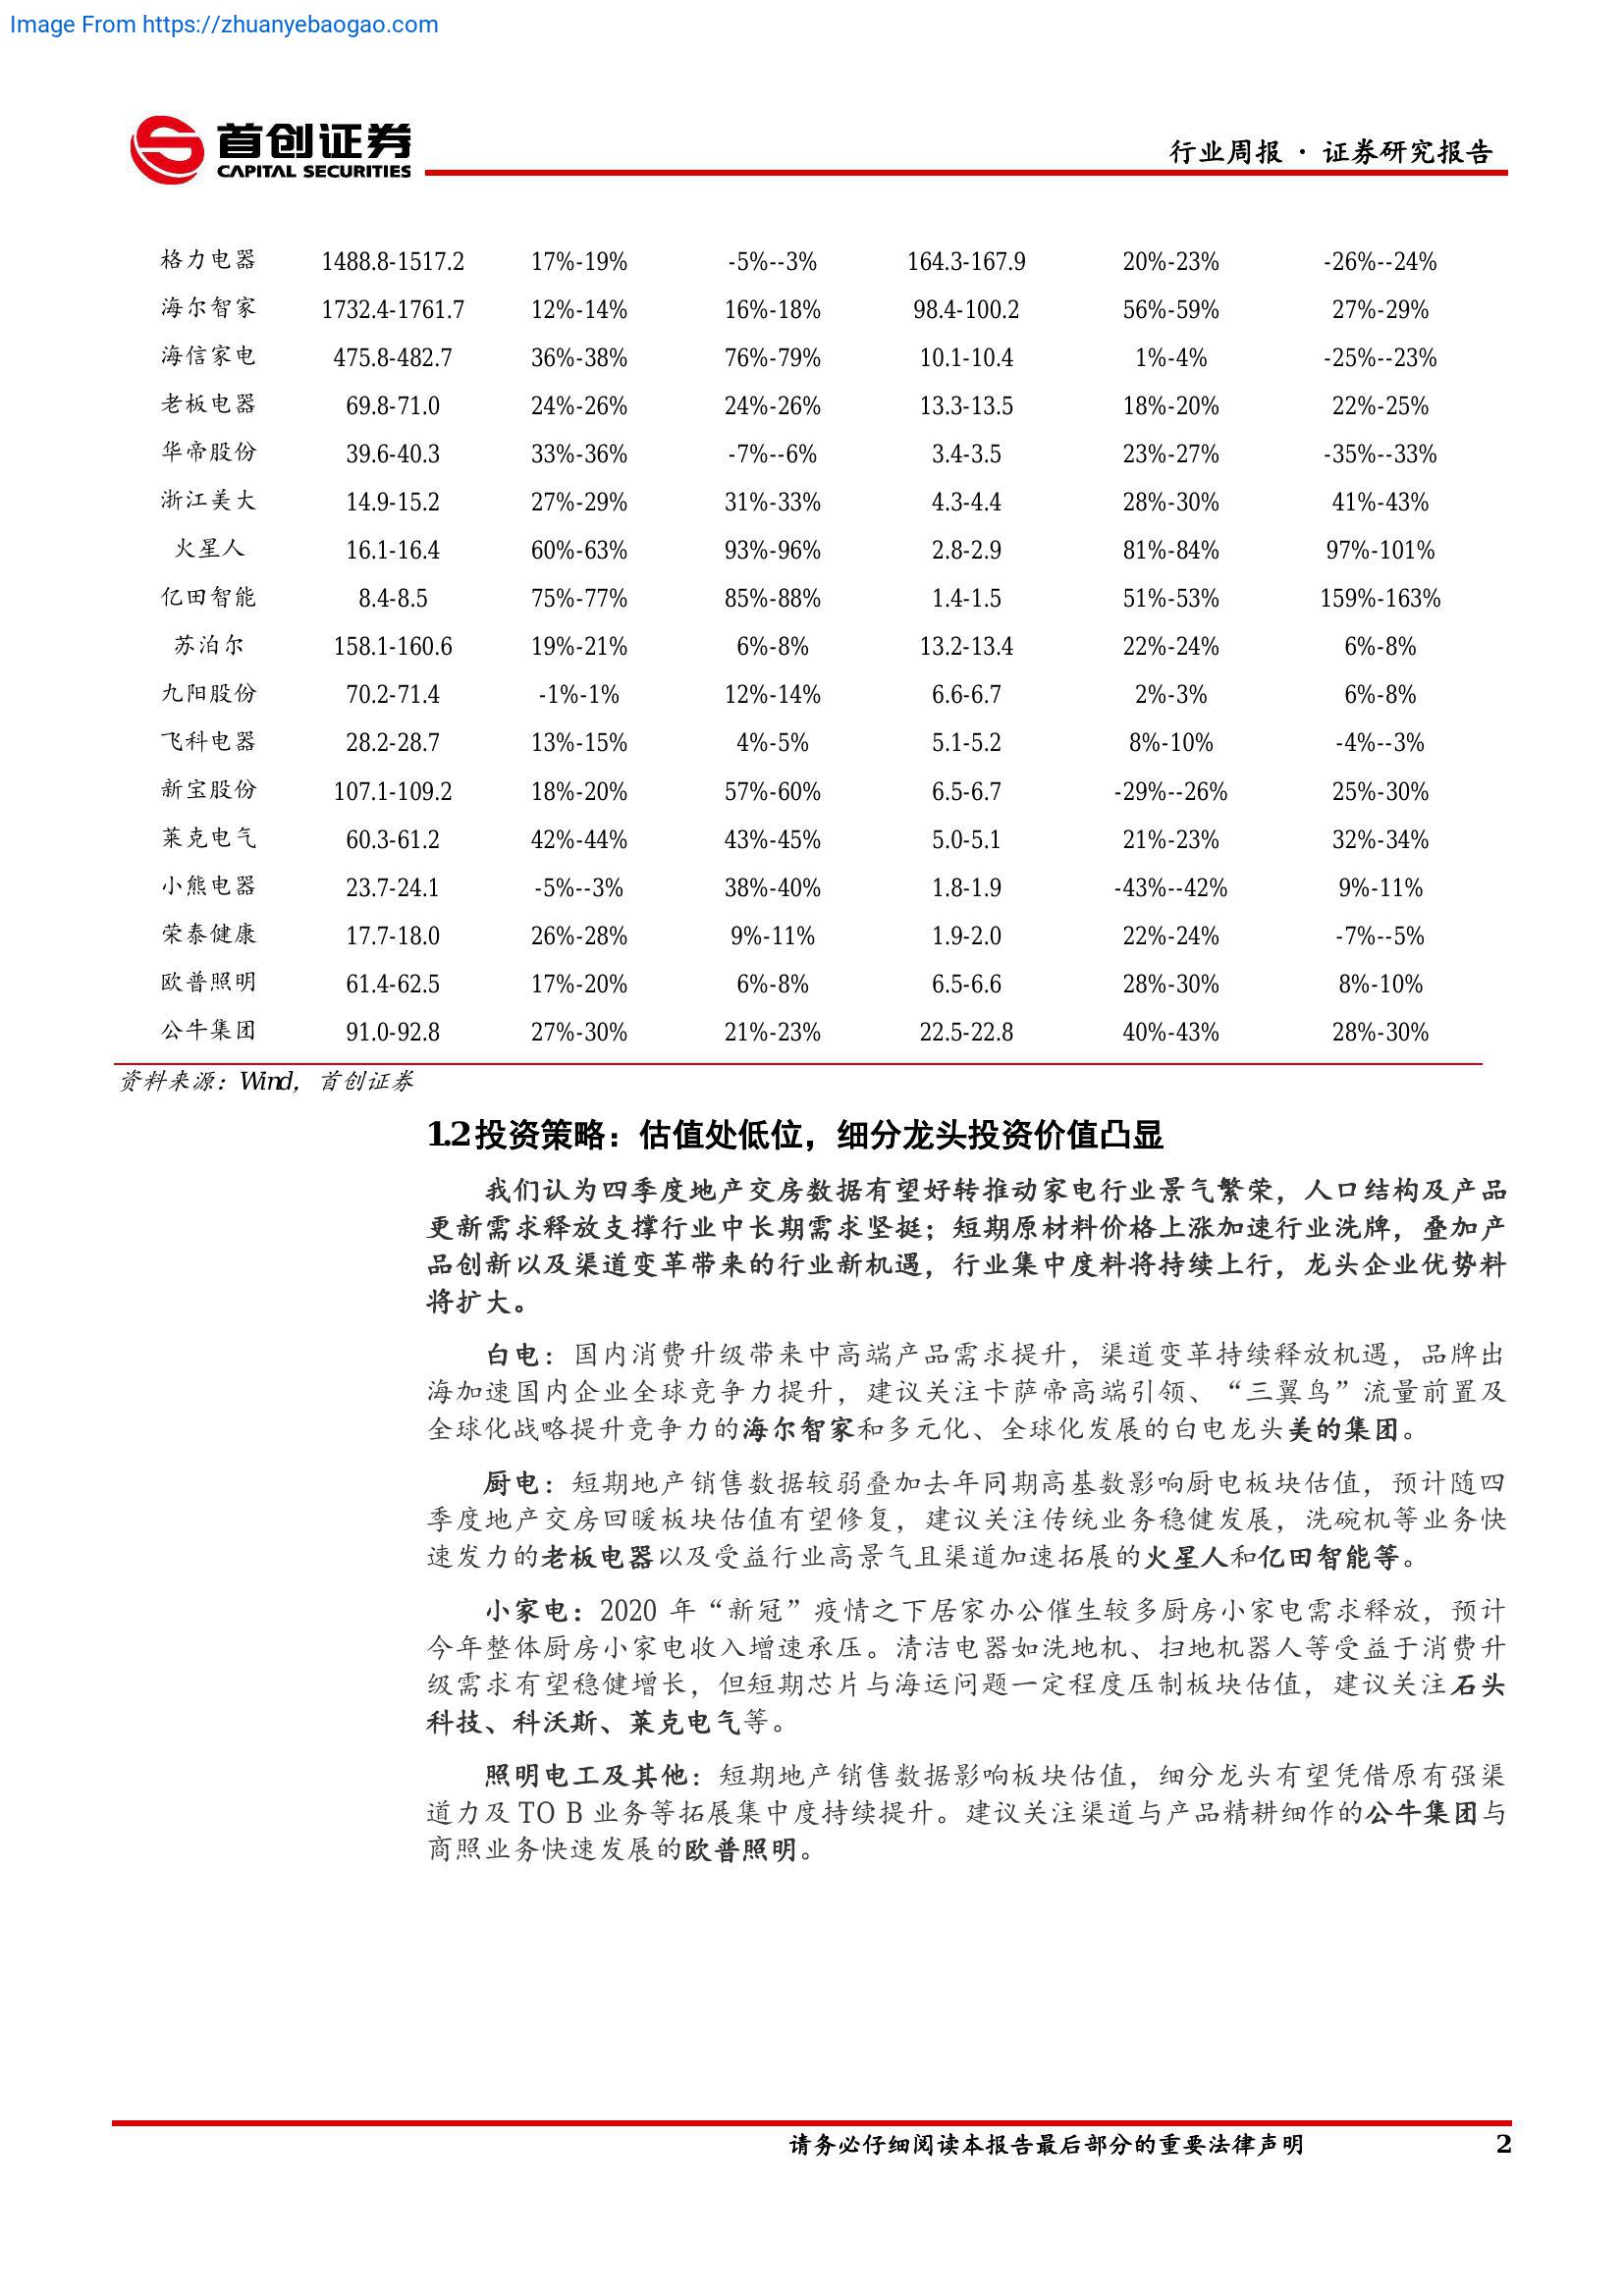 Image From https://zhuanyebaogao.com
首创证券
CAPITAL SECURITIES
行业周报 · 证券研究报告
格力电器 1488.8-1517.2 17%-19% -5%--3% 164.3-167.9 20%-23% -26%--24%
海尔智家 1732.4-1761.7 12%-14% 16%-18% 98.4-100.2 56%-59% 27%-29%
海信家电 475.8-482.7 36%-38% 76%-79% 10.1-10.4 1%-4% -25%--23%
老板电器 69.8-71.0 24%-26% 24%-26% 13.3-13.5 18%-20% 22%-25%
华帝股份 39.6-40.3 33%-36% -7%--6% 3.4-3.5 23%-27% -35%--33%
浙江美大 14.9-15.2 27%-29% 31%-33% 4.3-4.4 28%-30% 41%-43%
火星人 16.1-16.4 60%-63% 93%-96% 2.8-2.9 81%-84% 97%-101%
亿田智能 8.4-8.5 75%-77% 85%-88% 1.4-1.5 51%-53% 159%-163%
苏泊尔 158.1-160.6 19%-21% 6%-8% 13.2-13.4 22%-24% 6%-8%
九阳股份 70.2-71.4 -1%-1% 12%-14% 6.6-6.7 2%-3% 6%-8%
飞科电器 28.2-28.7 13%-15% 4%-5% 5.1-5.2 8%-10% -4%--3%
新宝股份 107.1-109.2 18%-20% 57%-60% 6.5-6.7 -29%--26% 25%-30%
莱克电气 60.3-61.2 42%-44% 43%-45% 5.0-5.1 21%-23% 32%-34%
小熊电器 23.7-24.1 -5%--3% 38%-40% 1.8-1.9 -43%--42% 9%-11%
荣泰健康 17.7-18.0 26%-28% 9%-11% 1.9-2.0 22%-24% -7%--5%
欧普照明 61.4-62.5 17%-20% 6%-8% 6.5-6.6 28%-30% 8%-10%
公牛集团 91.0-92.8 27%-30% 21%-23% 22.5-22.8 40%-43% 28%-30%
资料来源：Wind，首创证券
1.2 投资策略：估值处低位，细分龙头投资价值凸显
我们认为四季度地产交房数据有望好转推动家电行业景气繁荣，人口结构及产品
更新需求释放支撑行业中长期需求坚挺；短期原材料价格上涨加速行业洗牌，叠加产
品创新以及渠道变革带来的行业新机遇，行业集中度料将持续上行，龙头企业优势料
将扩大。
白电：国内消费升级带来中高端产品需求提升，渠道变革持续释放机遇，品牌出
海加速国内企业全球竞争力提升，建议关注卡萨帝高端引领、“三翼鸟”流量前置及
全球化战略提升竞争力的海尔智家和多元化、全球化发展的白电龙头美的集团。
厨电：短期地产销售数据较弱叠加去年同期高基数影响厨电板块估值，预计随四
季度地产交房回暖板块估值有望修复，建议关注传统业务稳健发展，洗碗机等业务快
速发力的老板电器以及受益行业高景气且渠道加速拓展的火星人和亿田智能等。
小家电：2020 年“新冠”疫情之下居家办公催生较多厨房小家电需求释放，预计
今年整体厨房小家电收入增速承压。清洁电器如洗地机、扫地机器人等受益于消费升
级需求有望稳健增长，但短期芯片与海运问题一定程度压制板块估值，建议关注石头
科技、科沃斯、莱克电气等。
照明电工及其他：短期地产销售数据影响板块估值，细分龙头有望凭借原有强渠
道力及 TO B 业务等拓展集中度持续提升。建议关注渠道与产品精耕细作的公牛集团与
商照业务快速发展的欧普照明。
请务必仔细阅读本报告最后部分的重要法律声明 2